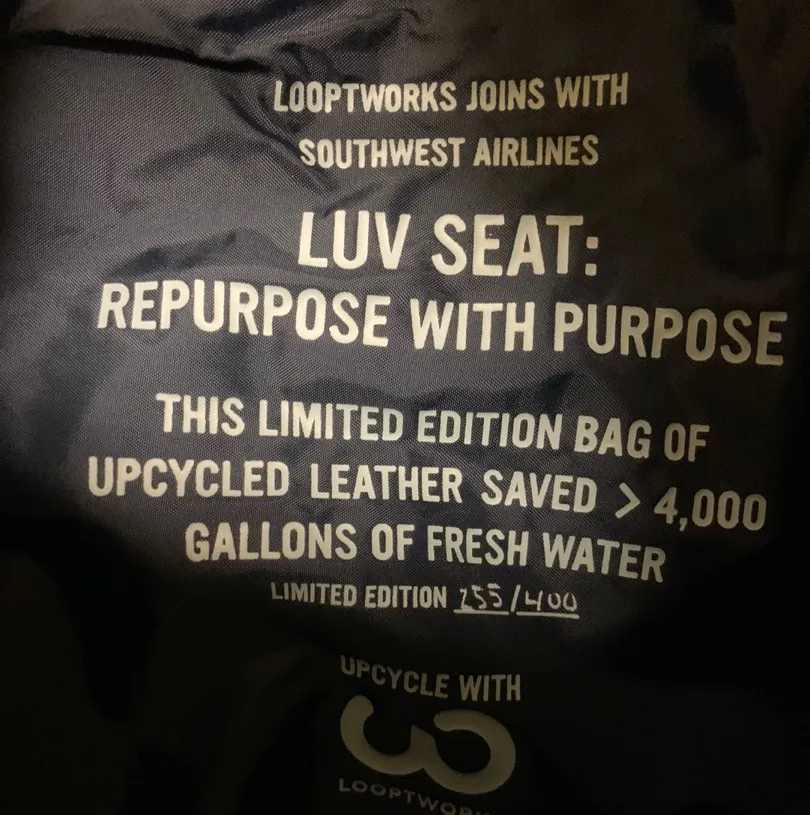 LOOPTWORKS JOINS WITH
SOUTHWEST AIRLINES
LUV SEAT:
REPURPOSE WITH PURPOSE
THIS LIMITED EDITION BAG OF
UPCYCLED LEATHER SAVED > 4,000
GALLONS OF FRESH WATER
LIMITED EDITION 255/400
UPCYCLE WITH
LOOPTWORKS